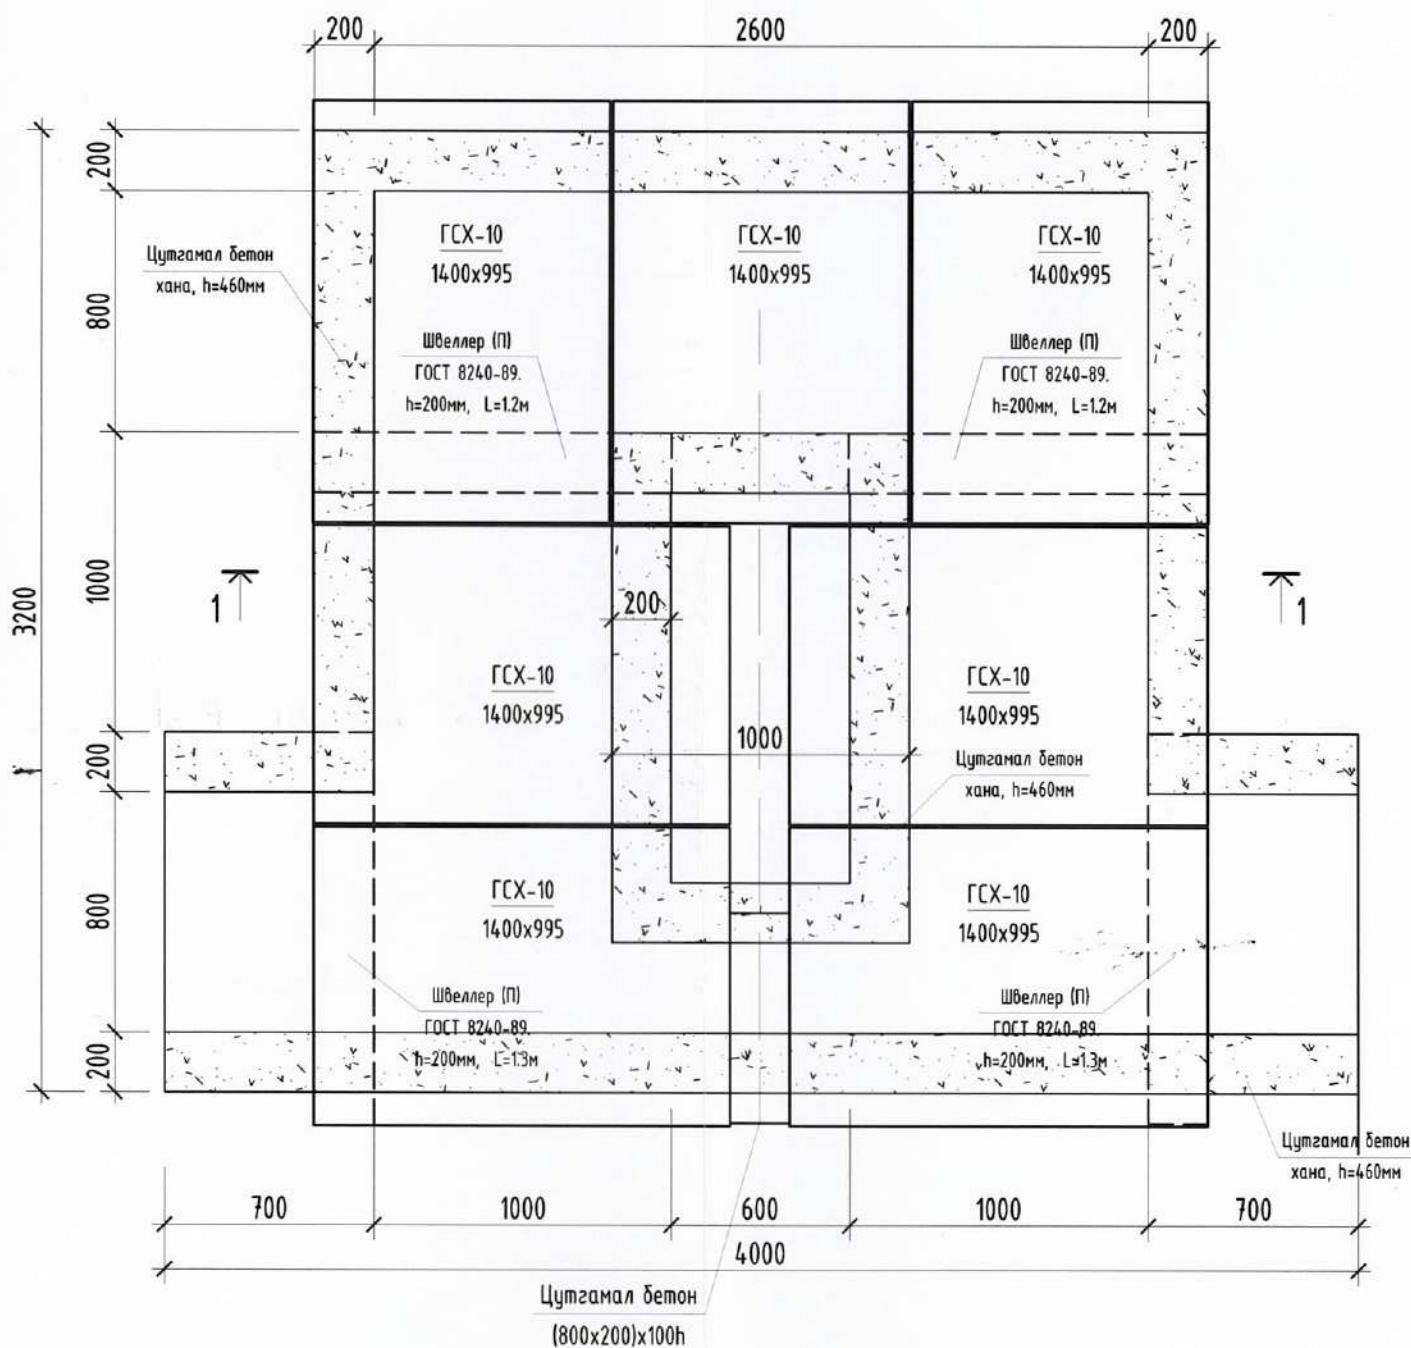 200
2600
200
200
800
1000
200
800
200
3200
ГСХ-10
1400x995
ГСХ-10
1400x995
ГСХ-10
1400x995
Цутгамал бетон
хана, h=460мм
Швеллер (П)
ГОСТ 8240-89.
h=200мм, L=1.2м
Швеллер (П)
ГОСТ 8240-89.
h=200мм, L=1.2м
1
1
200
ГСХ-10
1400x995
ГСХ-10
1400x995
1000
Цутгамал бетон
хана, h=460мм
ГСХ-10
1400x995
ГСХ-10
1400x995
Швеллер (П)
ГОСТ 8240-89.
h=200мм, L=1.3м
Швеллер (П)
ГОСТ 8240-89.
h=200мм, L=1.3м
Цутгамал бетон
хана, h=460мм
700
1000
600
1000
700
4000
Цутгамал бетон
(800x200)x100h